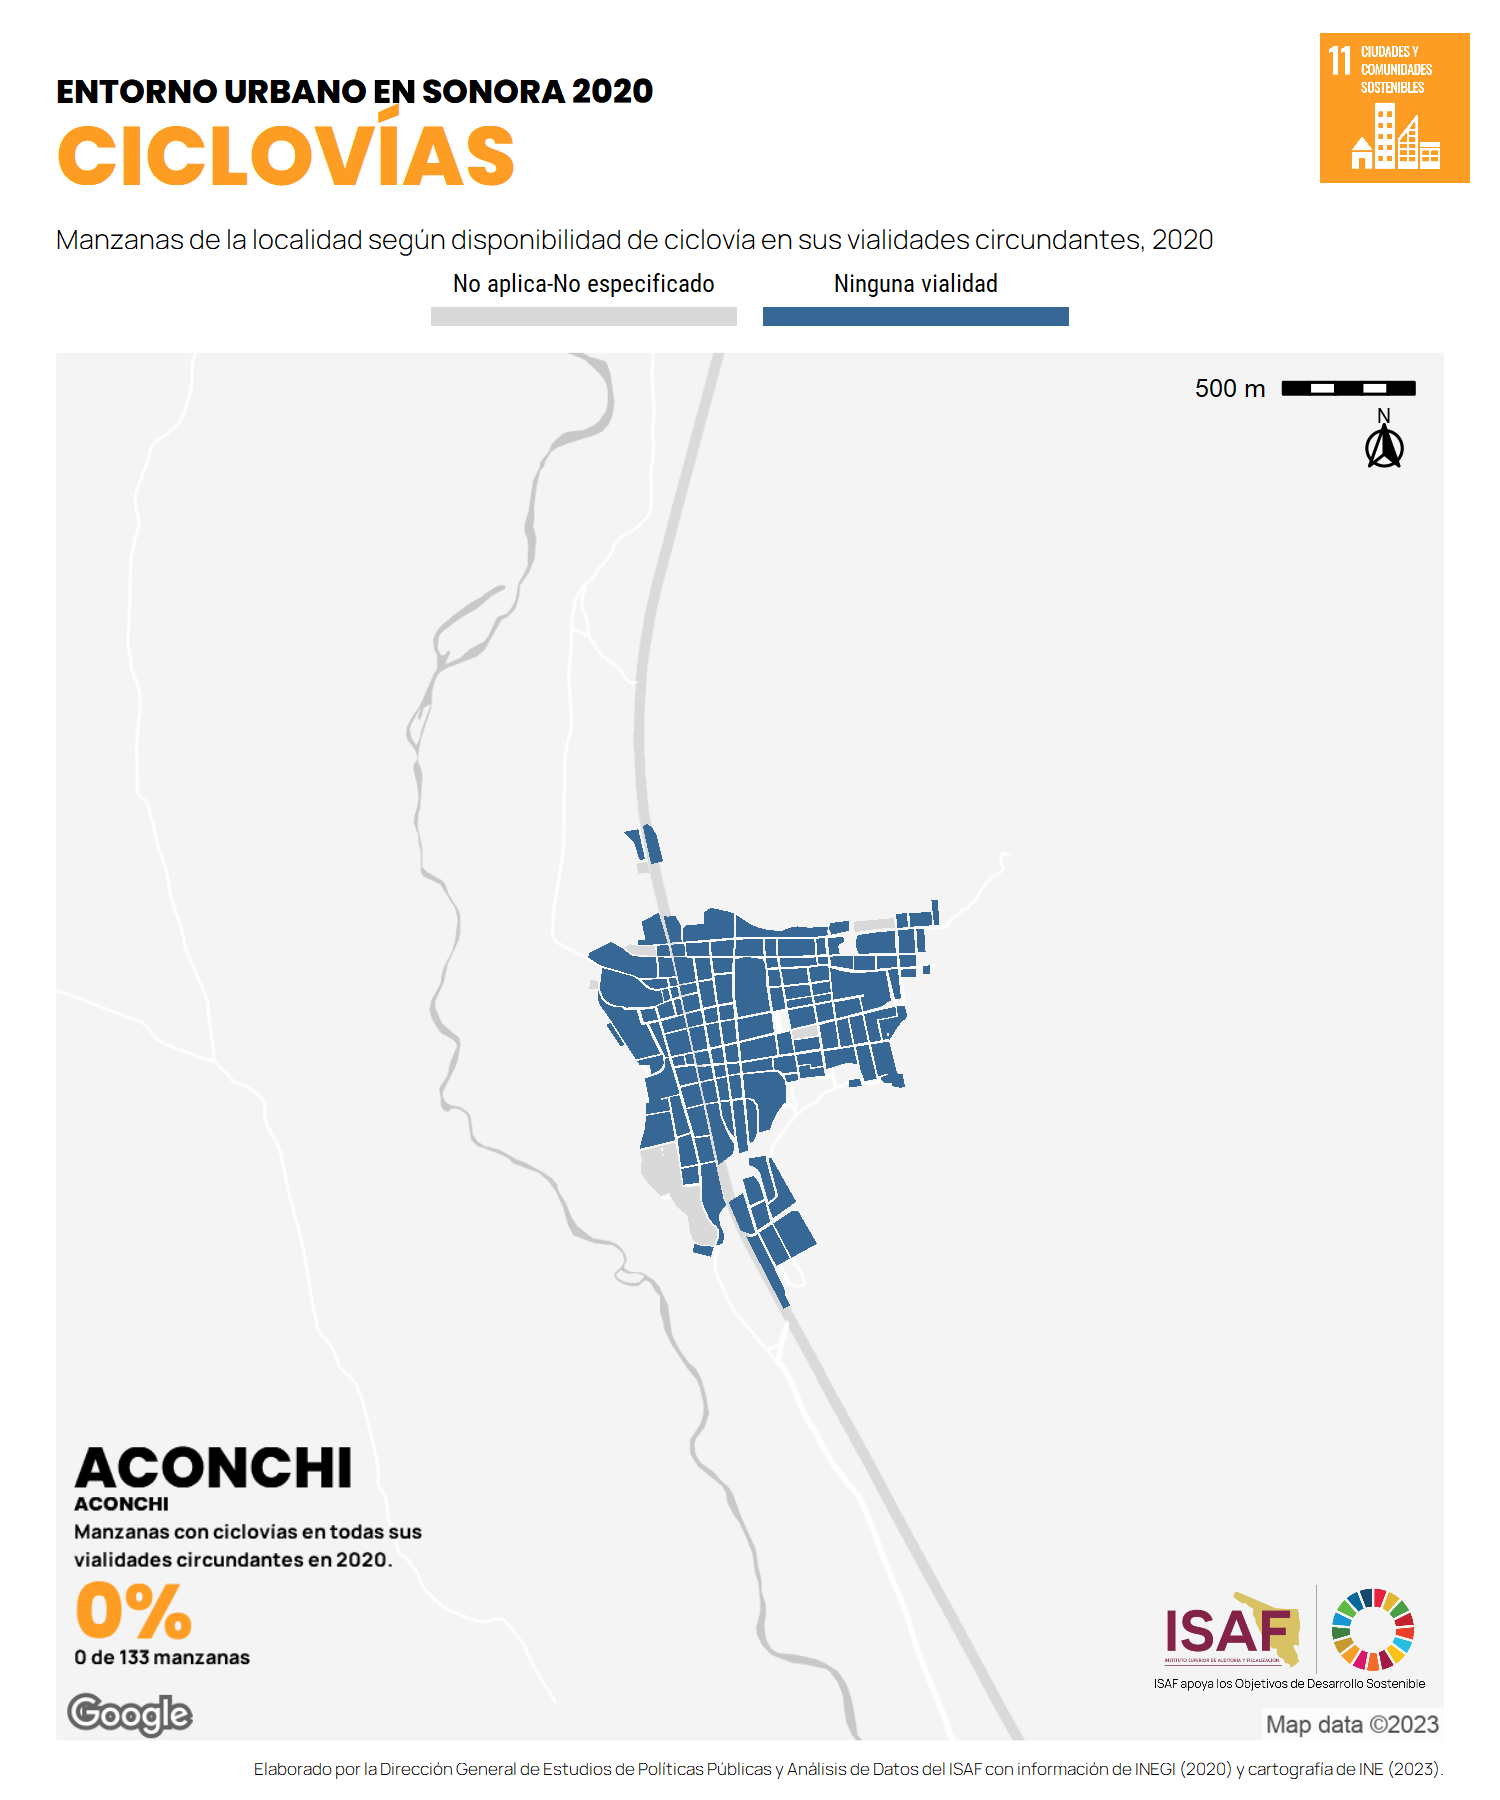 ENTORNO URBANO EN SONORA 2020
CICLOVÍAS
11 CIUDADES Y
COMUNIDADES
SOSTENIBLES
Manzanas de la localidad según disponibilidad de ciclovía en sus vialidades circundantes, 2020
No aplica-No especificado
Ninguna vialidad
500 m
N
ACONCHI
ACONCHI
Manzanas con ciclovias en todas sus
vialidades circundantes en 2020.
0%
0 de 133 manzanas
Google
ISAF
INSTITUTO SUPERIOR DE AUDITORÍA Y FISCALIZACIÓN
ISAF apoya los Objetivos de Desarrollo Sostenible
Map data ©2023
Elaborado por la Dirección General de Estudios de Políticas Públicas y Análisis de Datos del ISAF con información de INEGI (2020) y cartografía de INE (2023).